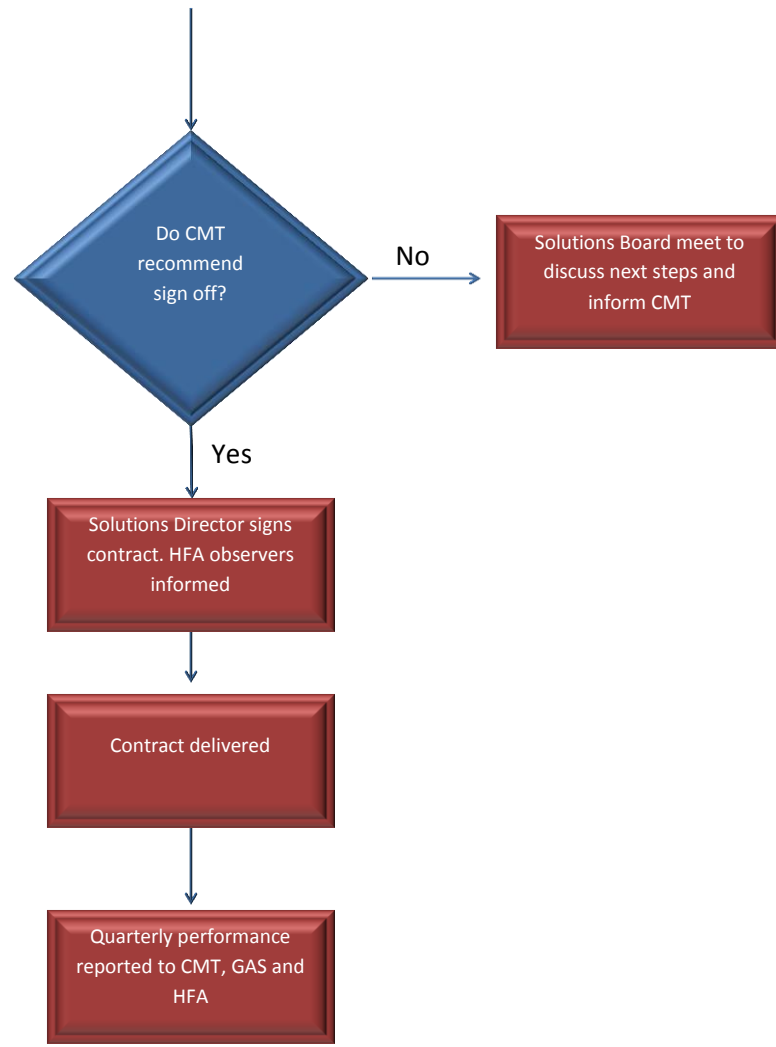 Do CMT
recommend
sign off?
No
Solutions Board meet to
discuss next steps and
inform CMT
Yes
Solutions Director signs
contract. HFA observers
informed
Contract delivered
Quarterly performance
reported to CMT, GAS and
HFA